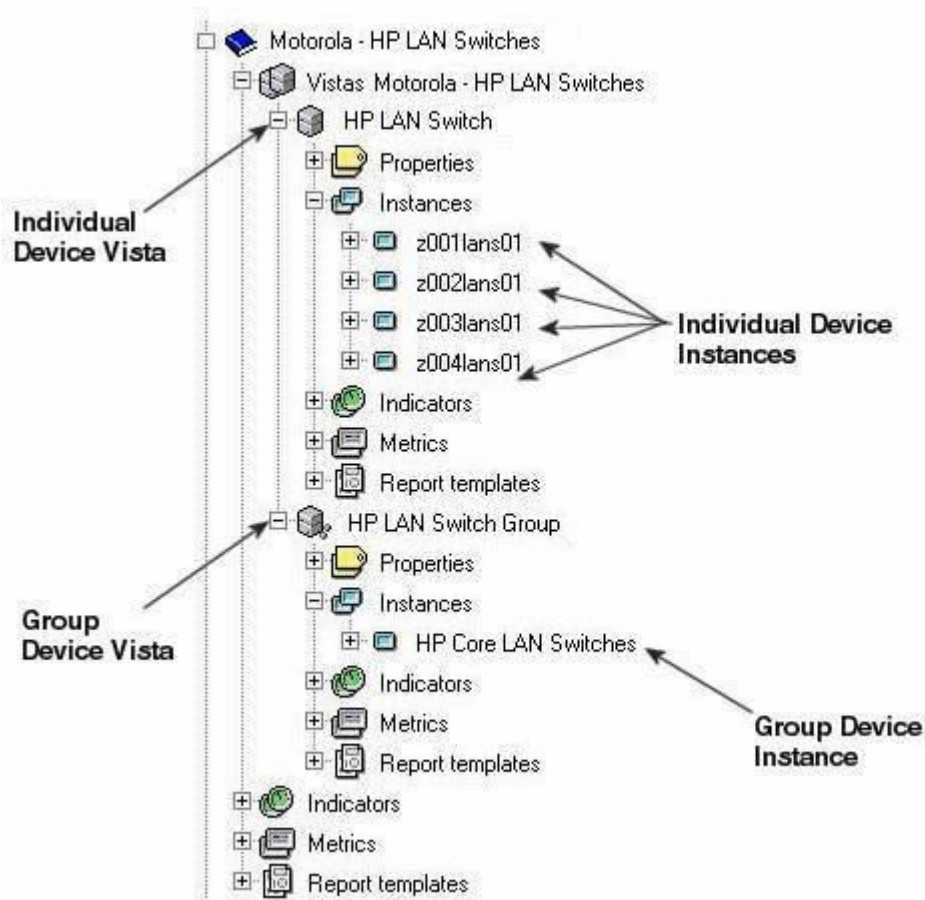 Motorola - HP LAN Switches
Vistas Motorola - HP LAN Switches
HP LAN Switch
Properties
Individual
Device Vista
Instances
z001lans01
z002lans01
z003lans01
z004lans01
Individual Device
Instances
Indicators
Metrics
Report templates
HP LAN Switch Group
Properties
Group
Device Vista
Instances
HP Core LAN Switches
Indicators
Metrics
Group Device
Instance
Report templates
Indicators
Metrics
Report templates